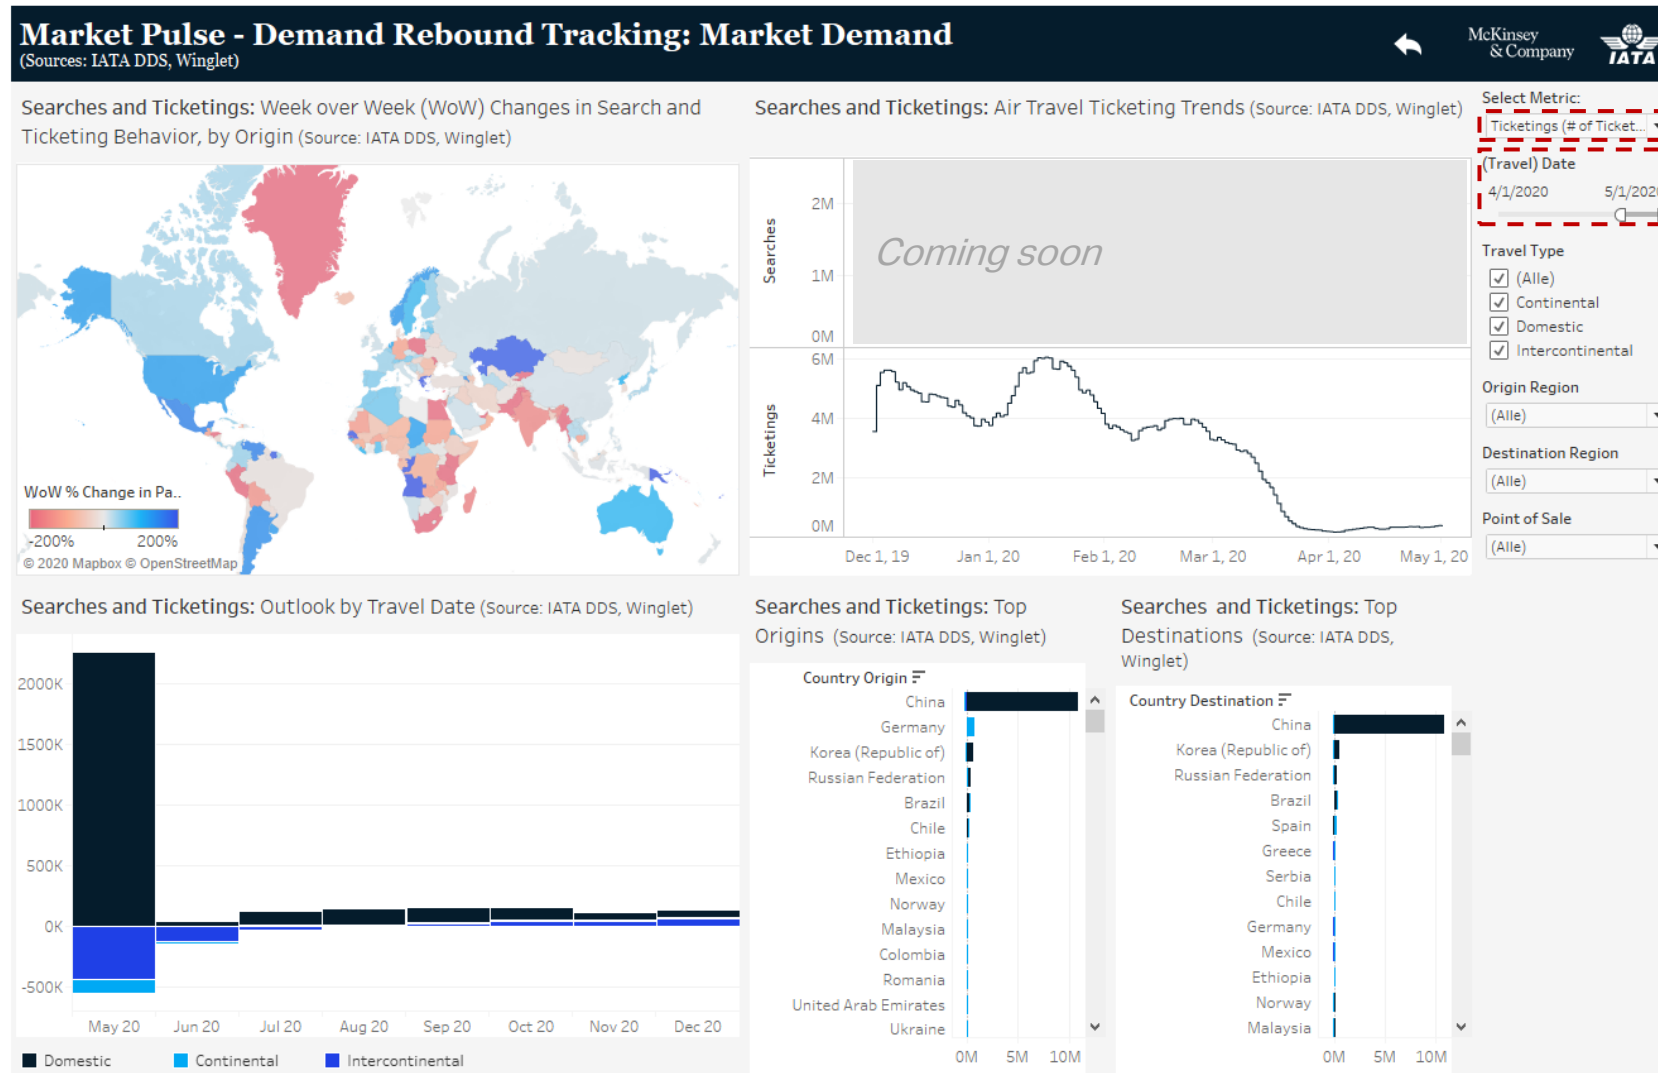 Market Pulse - Demand Rebound Tracking: Market Demand
(Sources: IATA DDS, Winglet)
McKinsey
& Company
IATA
Searches and Ticketings: Week over Week (WoW) Changes in Search and
Ticketing Behavior, by Origin (Source: IATA DDS, Winglet)
WoW % Change in Pa..
-200%
200%
© 2020 Mapbox © OpenStreetMap
Searches and Ticketings: Air Travel Ticketing Trends (Source: IATA DDS, Winglet)
Searches
2M
1M
0M
Coming soon
Ticketings
6M
4M
2M
0M
Dec 1, 19
Jan 1, 20
Feb 1, 20
Mar 1, 20
Apr 1, 20
May 1, 20
Select Metric:
Ticketings (# of Ticket...
(Travel) Date
4/1/2020
5/1/2020
Travel Type
(Alle)
Continental
Domestic
Intercontinental
Origin Region
(Alle)
Destination Region
(Alle)
Point of Sale
(Alle)
Searches and Ticketings: Outlook by Travel Date (Source: IATA DDS, Winglet)
2000K
1500K
1000K
500K
0K
-500K
May 20
Jun 20
Jul 20
Aug 20
Sep 20
Oct 20
Nov 20
Dec 20
Domestic
Continental
Intercontinental
Searches and Ticketings: Top
Origins (Source: IATA DDS, Winglet)
Country Origin
China
Germany
Korea (Republic of)
Russian Federation
Brazil
Chile
Ethiopia
Mexico
Norway
Malaysia
Colombia
Romania
United Arab Emirates
Ukraine
0M
5M
10M
Searches and Ticketings: Top
Destinations (Source: IATA DDS,
Winglet)
Country Destination
China
Korea (Republic of)
Russian Federation
Brazil
Spain
Greece
Serbia
Chile
Germany
Mexico
Ethiopia
Norway
Malaysia
0M
5M
10M